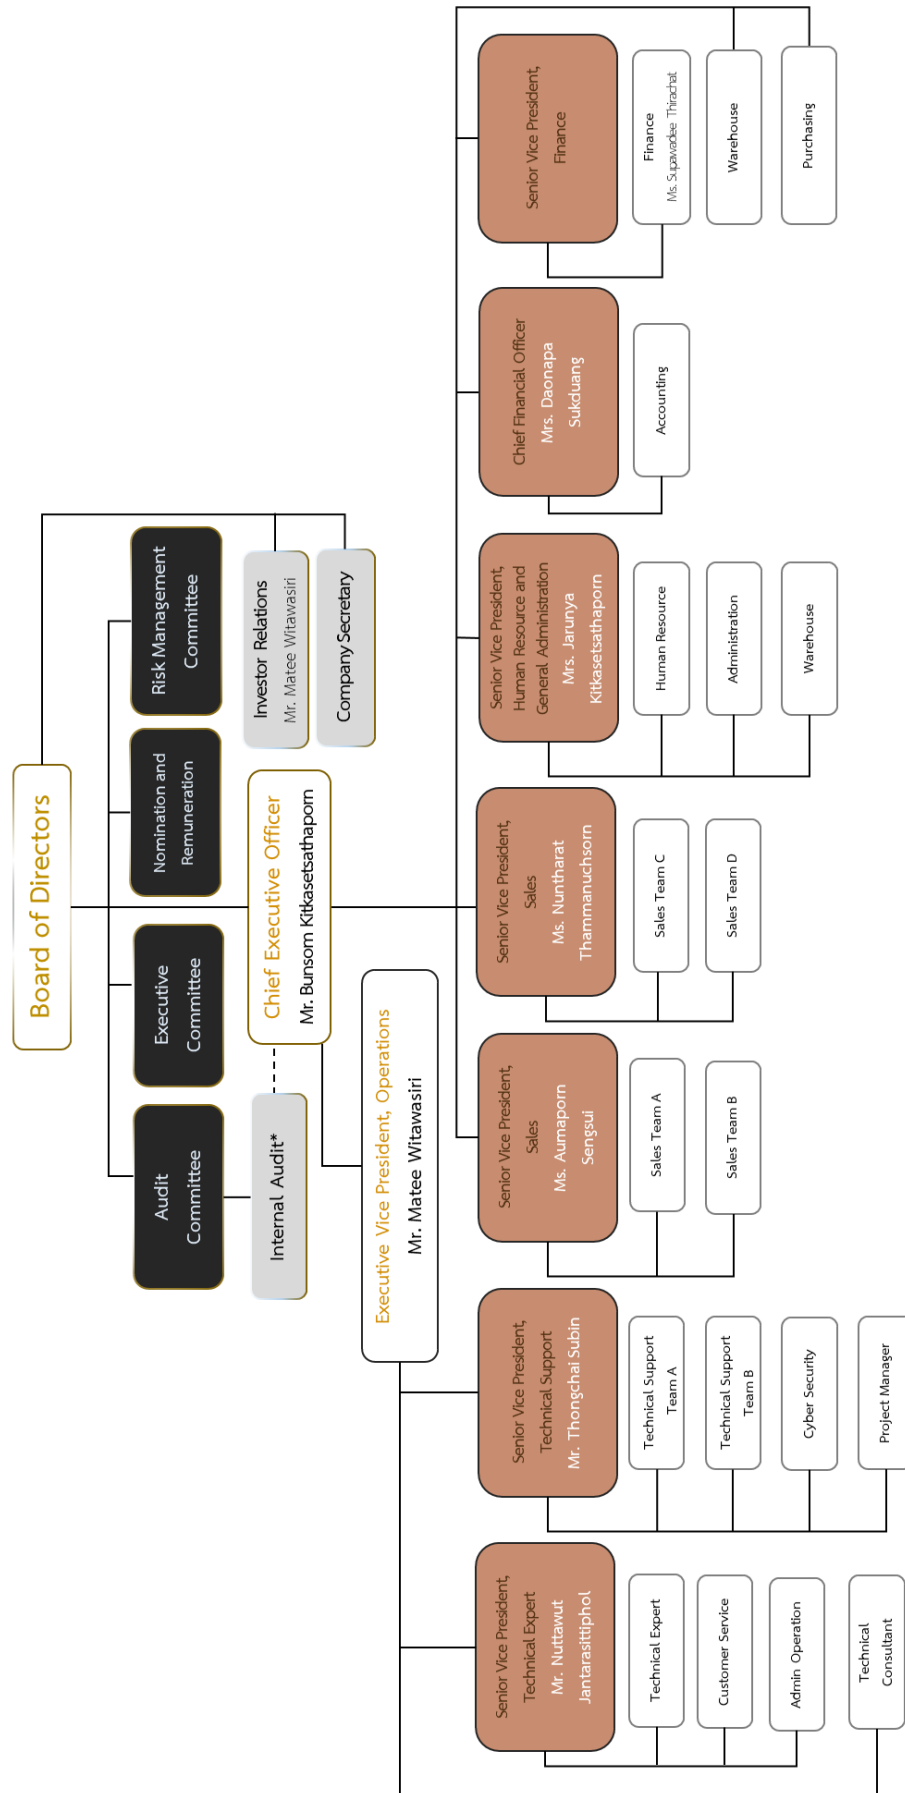 Board of Directors
Audit
Committee
Executive
Committee
Nomination and
Remuneration
Risk Management
Committee
Internal Audit*
Chief Executive Officer
Mr. Bunsom Kitkasetsathaporn
Investor Relations
Mr. Matee Witawasiri
Company Secretary
Executive Vice President, Operations
Mr. Matee Witawasiri
Senior Vice President,
Technical Expert
Mr. Nuttawut
Jantarasittiphol
Technical Expert
Customer Service
Admin Operation
Technical
Consultant
Senior Vice President,
Technical Support
Mr. Thongchai Subin
Technical Support
Team A
Technical Support
Team B
Cyber Security
Project Manager
Senior Vice President,
Sales
Ms. Aumaporn
Sengsui
Sales Team A
Sales Team B
Senior Vice President,
Sales
Ms. Nuntharat
Thammanuchsorn
Sales Team C
Sales Team D
Senior Vice President,
Human Resource and
General Administration
Mrs. Jarunya
Kitkasetsathaporn
Human Resource
Administration
Warehouse
Chief Financial Officer
Mrs. Daonapa
Sukduang
Accounting
Senior Vice President,
Finance
Finance
Ms. Supawadee Thirachat
Warehouse
Purchasing